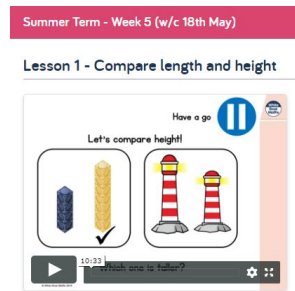 Summer Term - Week 5 (w/c 18th May)
Lesson 1 - Compare length and height
Have a go
Let's compare height!
10:33
Which one is taller?